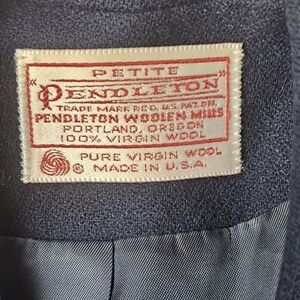 PETITE
"PENDLETON"
TRADE MARK REG. U.S. PAT. OFF.
PENDLETON WOOLEN MILLS
PORTLAND, OREGON
100% VIRGIN WOOL
® PURE VIRGIN WOOL
MADE IN U.S.A.